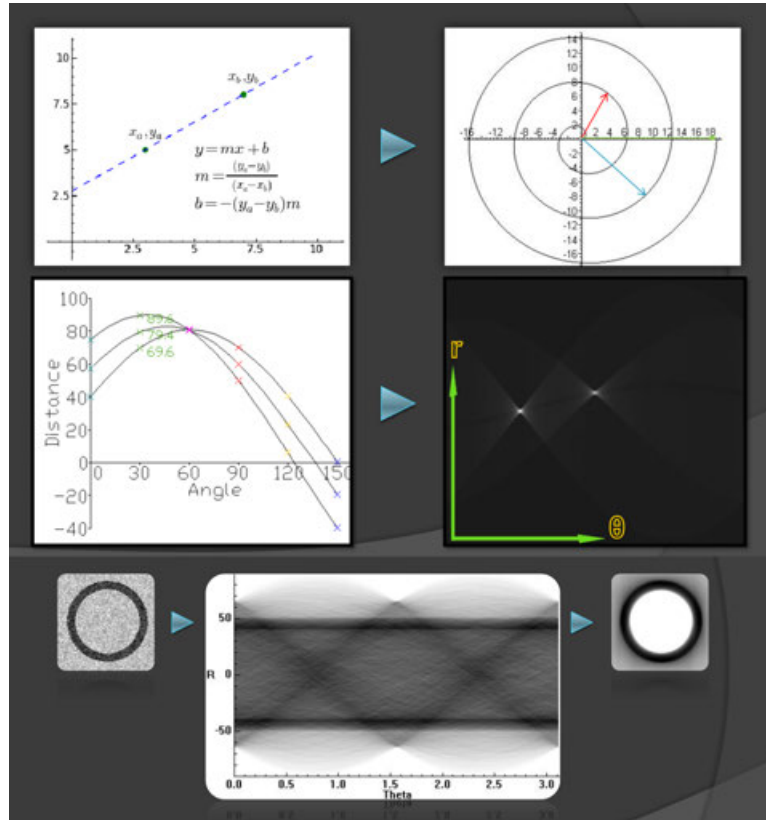 10
7.5
5
2.5
2.5 5 7.5 10
x_b,y_b
x_a,y_a
y=mx+b
m=(y_a−y_b)/(x_a−x_b)
b=−(y_a−y_b)m
14
12
10
8
6
4
2
-16 -12 -10 -8 -6 -4 -2 2 4 6 8 10 12 14 16 18
-2
-4
-6
-8
-10
-12
-14
-16
100
80
60
40
20
0
-20
-40
Distance
89.6
79.4
69.6
0 30 60 90 120 150
Angle
r
θ
50
R 0
-50
0.0 0.5 1.0 1.5 2.0 2.5 3.0
Theta